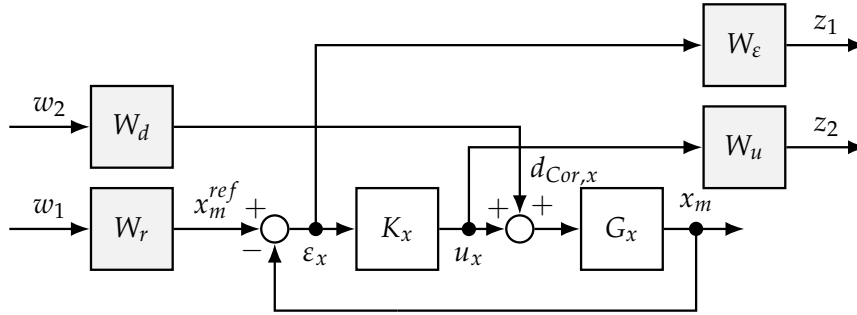 W_ε z_1
w_2 W_d W_u z_2
d_{Cor,x}
w_1 W_r x_m^{ref} + − ε_x K_x u_x + + G_x x_m